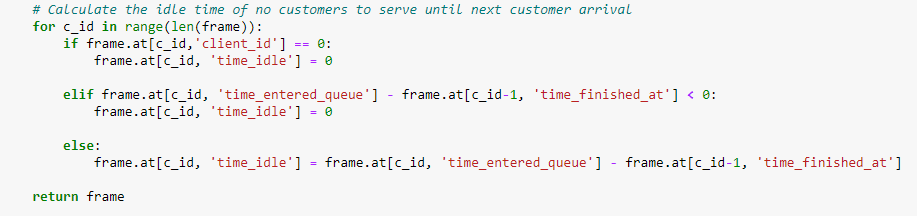 # Calculate the idle time of no customers to serve until next customer arrival
for c_id in range(len(frame)):
if frame.at[c_id,'client_id'] == 0:
frame.at[c_id, 'time_idle'] = 0
elif frame.at[c_id, 'time_entered_queue'] - frame.at[c_id-1, 'time_finished_at'] < 0:
frame.at[c_id, 'time_idle'] = 0
else:
frame.at[c_id, 'time_idle'] = frame.at[c_id, 'time_entered_queue'] - frame.at[c_id-1, 'time_finished_at']
return frame